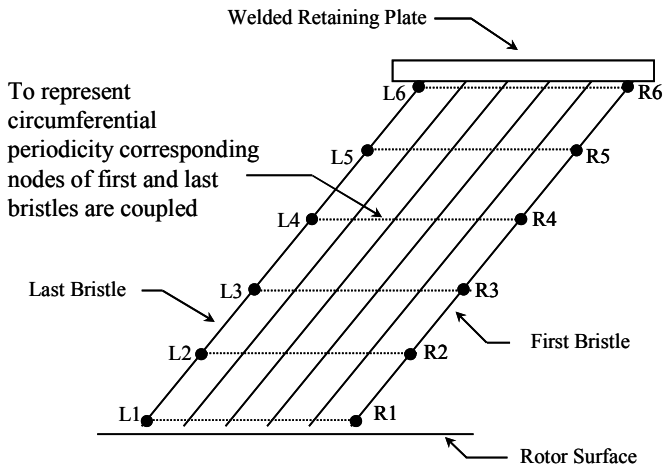 Welded Retaining Plate
To represent
circumferential
periodicity corresponding
nodes of first and last
bristles are coupled
L6
R6
L5
R5
L4
R4
Last Bristle
L3
R3
L2
R2
First Bristle
L1
R1
Rotor Surface